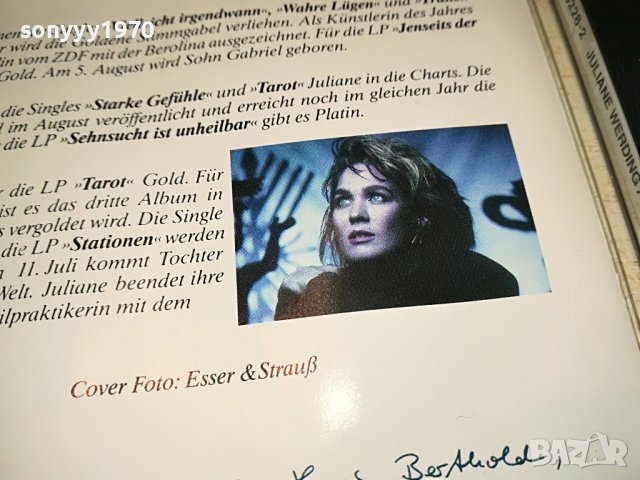 sonyyy1970
icht irgendwann«, »Wahre Lügen« und
er wird die Goldene Stimmgabel verliehen. Als Künstlerin des Jahres
vom ZDF mit der Berolina ausgezeichnet. Für die LP »Jenseits der
Gold. Am 5. August wird Sohn Gabriel geboren.
die Singles »Starke Gefühle« und »Tarot« Juliane in die Charts. Die
im August veröffentlicht und erreicht noch im gleichen Jahr die
die LP »Sehnsucht ist unheilbar« gibt es Platin.
r die LP »Tarot« Gold. Für
ist es das dritte Album in
s vergoldet wird. Die Single
die LP »Stationen« werden
11. Juli kommt Tochter
Welt. Juliane beendet ihre
ilpraktikerin mit dem
Cover Foto: Esser & Strauß
Berthold,
228-2 JULIANE WERDING
bazar